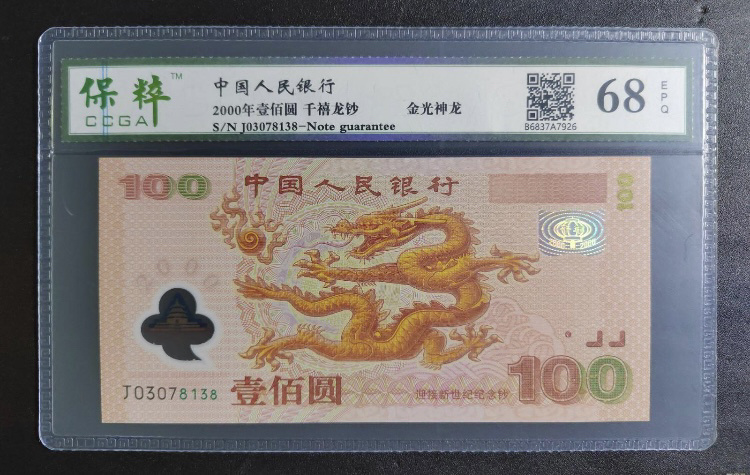 保粹 TM
CCGA
中国人民银行
2000年壹佰圆 千禧龙钞 金光神龙
S/N J03078138-Note guarantee
B6837A7926
68 EPQ
100 中国人民银行
100
2000
J03078138 壹佰圆
迎接新世纪纪念钞
100